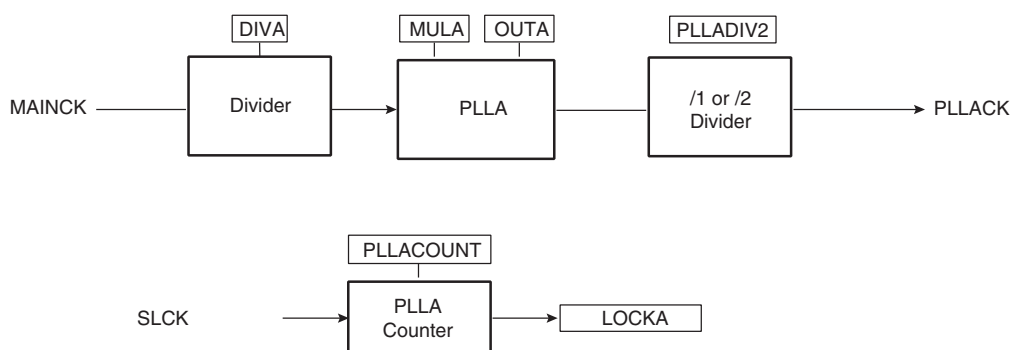 DIVA
MULA
OUTA
PLLADIV2
MAINCK
Divider
PLLA
/1 or /2
Divider
PLLACK
PLLACOUNT
SLCK
PLLA
Counter
LOCKA